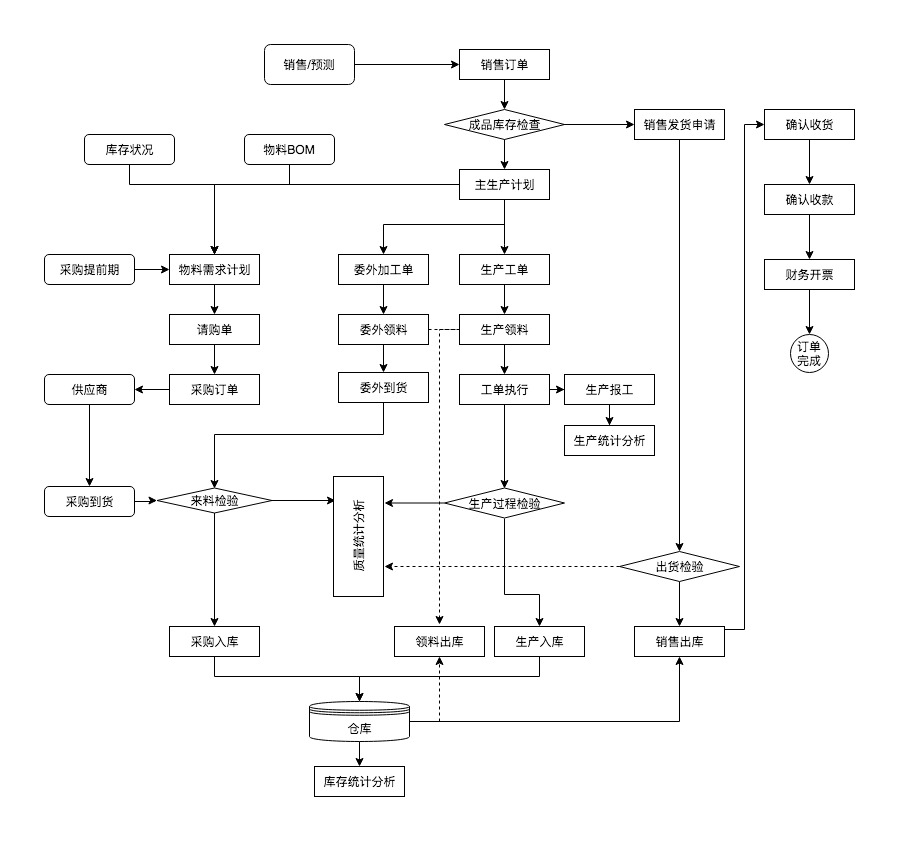 销售/预测
销售订单
成品库存检查
销售发货申请
确认收货
库存状况
物料BOM
主生产计划
确认收款
采购提前期
物料需求计划
委外加工单
生产工单
财务开票
请购单
委外领料
生产领料
订单
完成
供应商
采购订单
委外到货
工单执行
生产报工
生产统计分析
采购到货
来料检验
质量统计分析
生产过程检验
出货检验
采购入库
领料出库
生产入库
销售出库
仓库
库存统计分析